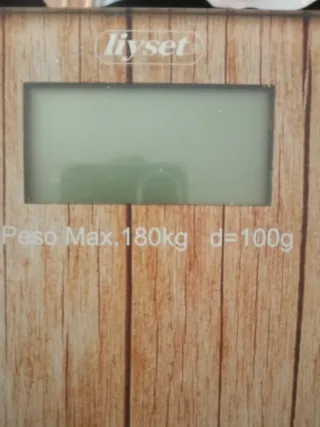 liyset
Peso Max.180kg d=100g